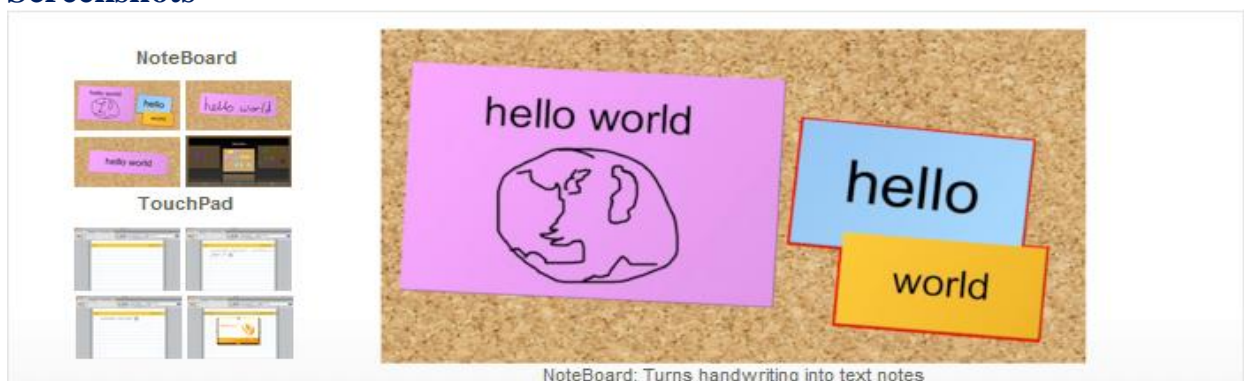 Screenshots
NoteBoard
hello world
hello
world
hello world
hello world
TouchPad
hello world
hello
world
NoteBoard: Turns handwriting into text notes